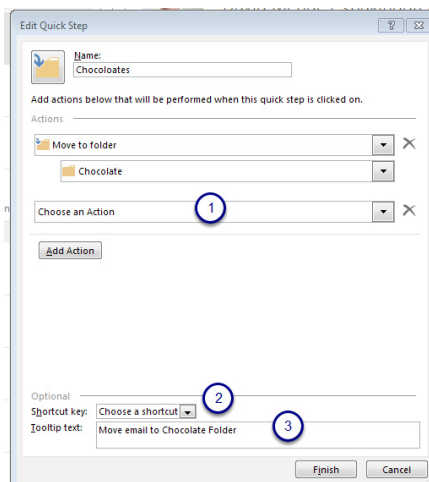 Edit Quick Step
Name:
Chocoloates
Add actions below that will be performed when this quick step is clicked on.
Actions
Move to folder
Chocolate
Choose an Action
1
Add Action
Optional
2
Shortcut key: Choose a shortcut
Tooltip text: Move email to Chocolate Folder
3
Finish Cancel